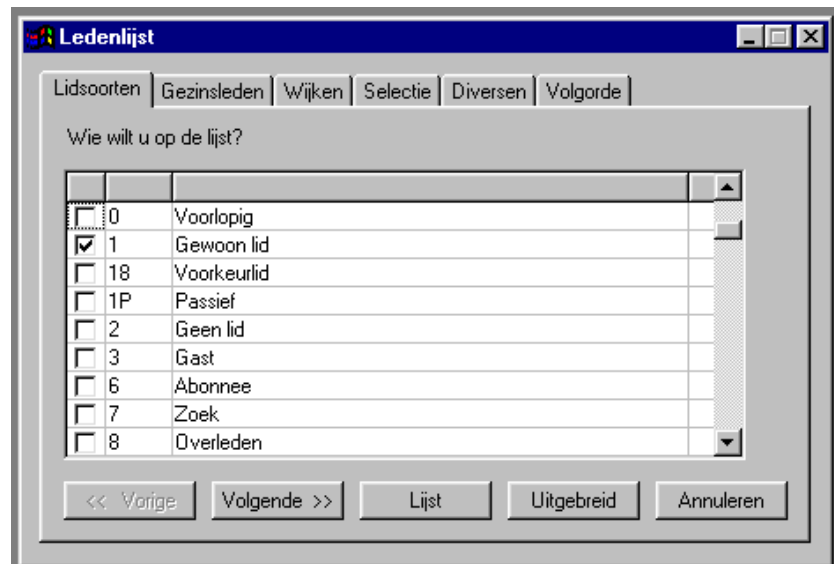 Ledenlijst
Lidsoorten Gezinsleden Wijken Selectie Diversen Volgorde
Wie wilt u op de lijst?
0 Voorlopig
1 Gewoon lid
18 Voorkeurlid
1P Passief
2 Geen lid
3 Gast
6 Abonnee
7 Zoek
8 Overleden
<< Vorige Volgende >> Lijst Uitgebreid Annuleren